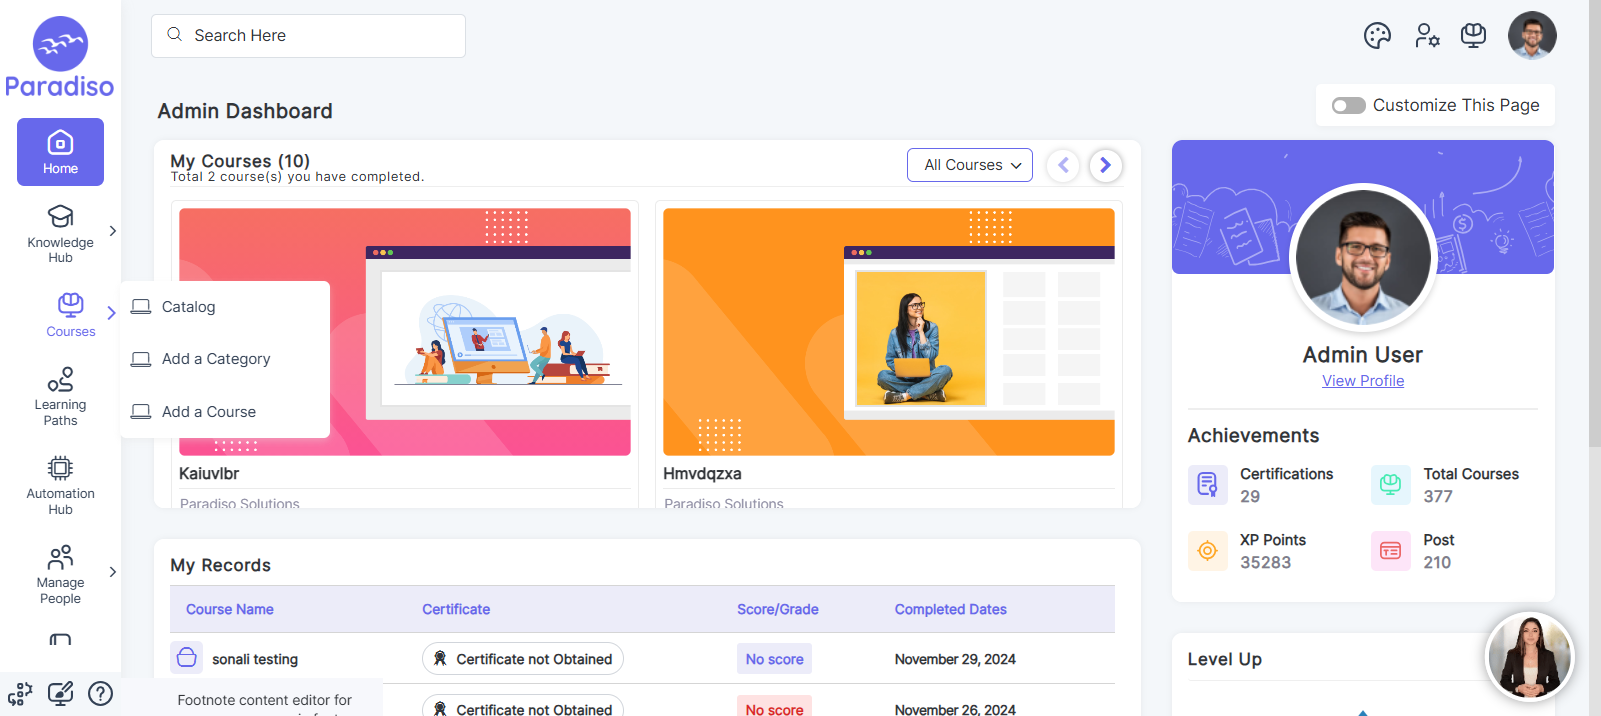 Paradiso
Home
Knowledge
Hub
Courses
Learning
Paths
Automation
Hub
Manage
People
Search Here
Admin Dashboard
Customize This Page
My Courses (10)
Total 2 course(s) you have completed.
All Courses
Catalog
Add a Category
Add a Course
Kaiuvlbr
Paradiso Solutions
Hmvdqzxa
Paradiso Solutions
My Records
Course Name Certificate Score/Grade Completed Dates
sonali testing Certificate not Obtained No score November 29, 2024
Certificate not Obtained No score November 26, 2024
Footnote content editor for
Admin User
View Profile
Achievements
Certifications
29
Total Courses
377
XP Points
35283
Post
210
Level Up